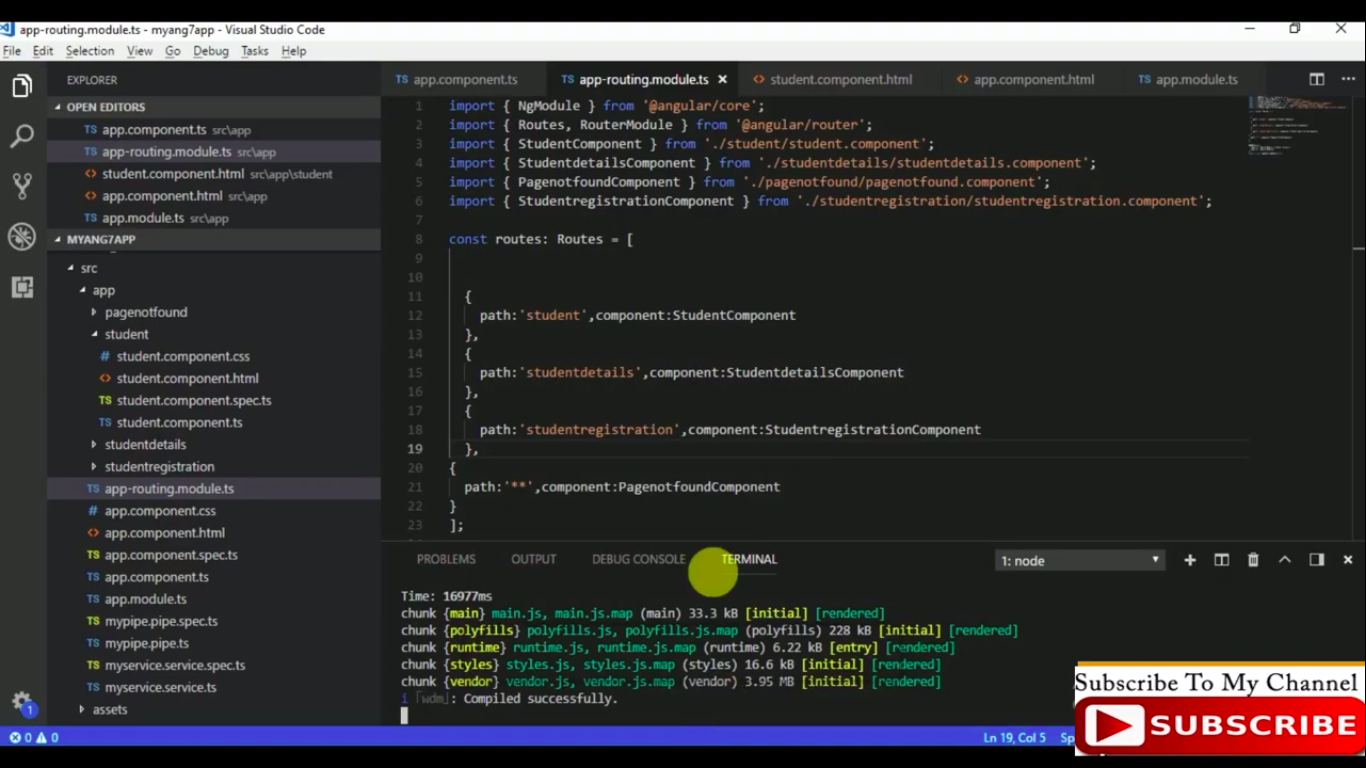 app-routing.module.ts - myang7app - Visual Studio Code
File Edit Selection View Go Debug Tasks Help
EXPLORER
OPEN EDITORS
TS app.component.ts src\app
TS app-routing.module.ts src\app
<> student.component.html src\app\student
<> app.component.html src\app
TS app.module.ts src\app
MYANG7APP
src
app
pagenotfound
student
# student.component.css
<> student.component.html
TS student.component.spec.ts
TS student.component.ts
studentdetails
studentregistration
TS app-routing.module.ts
# app.component.css
<> app.component.html
TS app.component.spec.ts
TS app.component.ts
TS app.module.ts
TS mypipe.pipe.spec.ts
TS mypipe.pipe.ts
TS myservice.service.spec.ts
TS myservice.service.ts
assets
1
TS app.component.ts TS app-routing.module.ts × <> student.component.html <> app.component.html TS app.module.ts
1 import { NgModule } from '@angular/core';
2 import { Routes, RouterModule } from '@angular/router';
3 import { StudentComponent } from './student/student.component';
4 import { StudentdetailsComponent } from './studentdetails/studentdetails.component';
5 import { PagenotfoundComponent } from './pagenotfound/pagenotfound.component';
6 import { StudentregistrationComponent } from './studentregistration/studentregistration.component';
7
8 const routes: Routes = [
9
10
11 {
12 path:'student',component:StudentComponent
13 },
14 {
15 path:'studentdetails',component:StudentdetailsComponent
16 },
17 {
18 path:'studentregistration',component:StudentregistrationComponent
19 },
20 {
21 path:'**',component:PagenotfoundComponent
22 }
23 ];
PROBLEMS OUTPUT DEBUG CONSOLE TERMINAL 1: node
Time: 16977ms
chunk {main} main.js, main.js.map (main) 33.3 kB [initial] [rendered]
chunk {polyfills} polyfills.js, polyfills.js.map (polyfills) 228 kB [initial] [rendered]
chunk {runtime} runtime.js, runtime.js.map (runtime) 6.22 kB [entry] [rendered]
chunk {styles} styles.js, styles.js.map (styles) 16.6 kB [initial] [rendered]
chunk {vendor} vendor.js, vendor.js.map (vendor) 3.95 MB [initial] [rendered]
i ｢wdm｣: Compiled successfully.
0 0 Ln 19, Col 5
Subscribe To My Channel
SUBSCRIBE